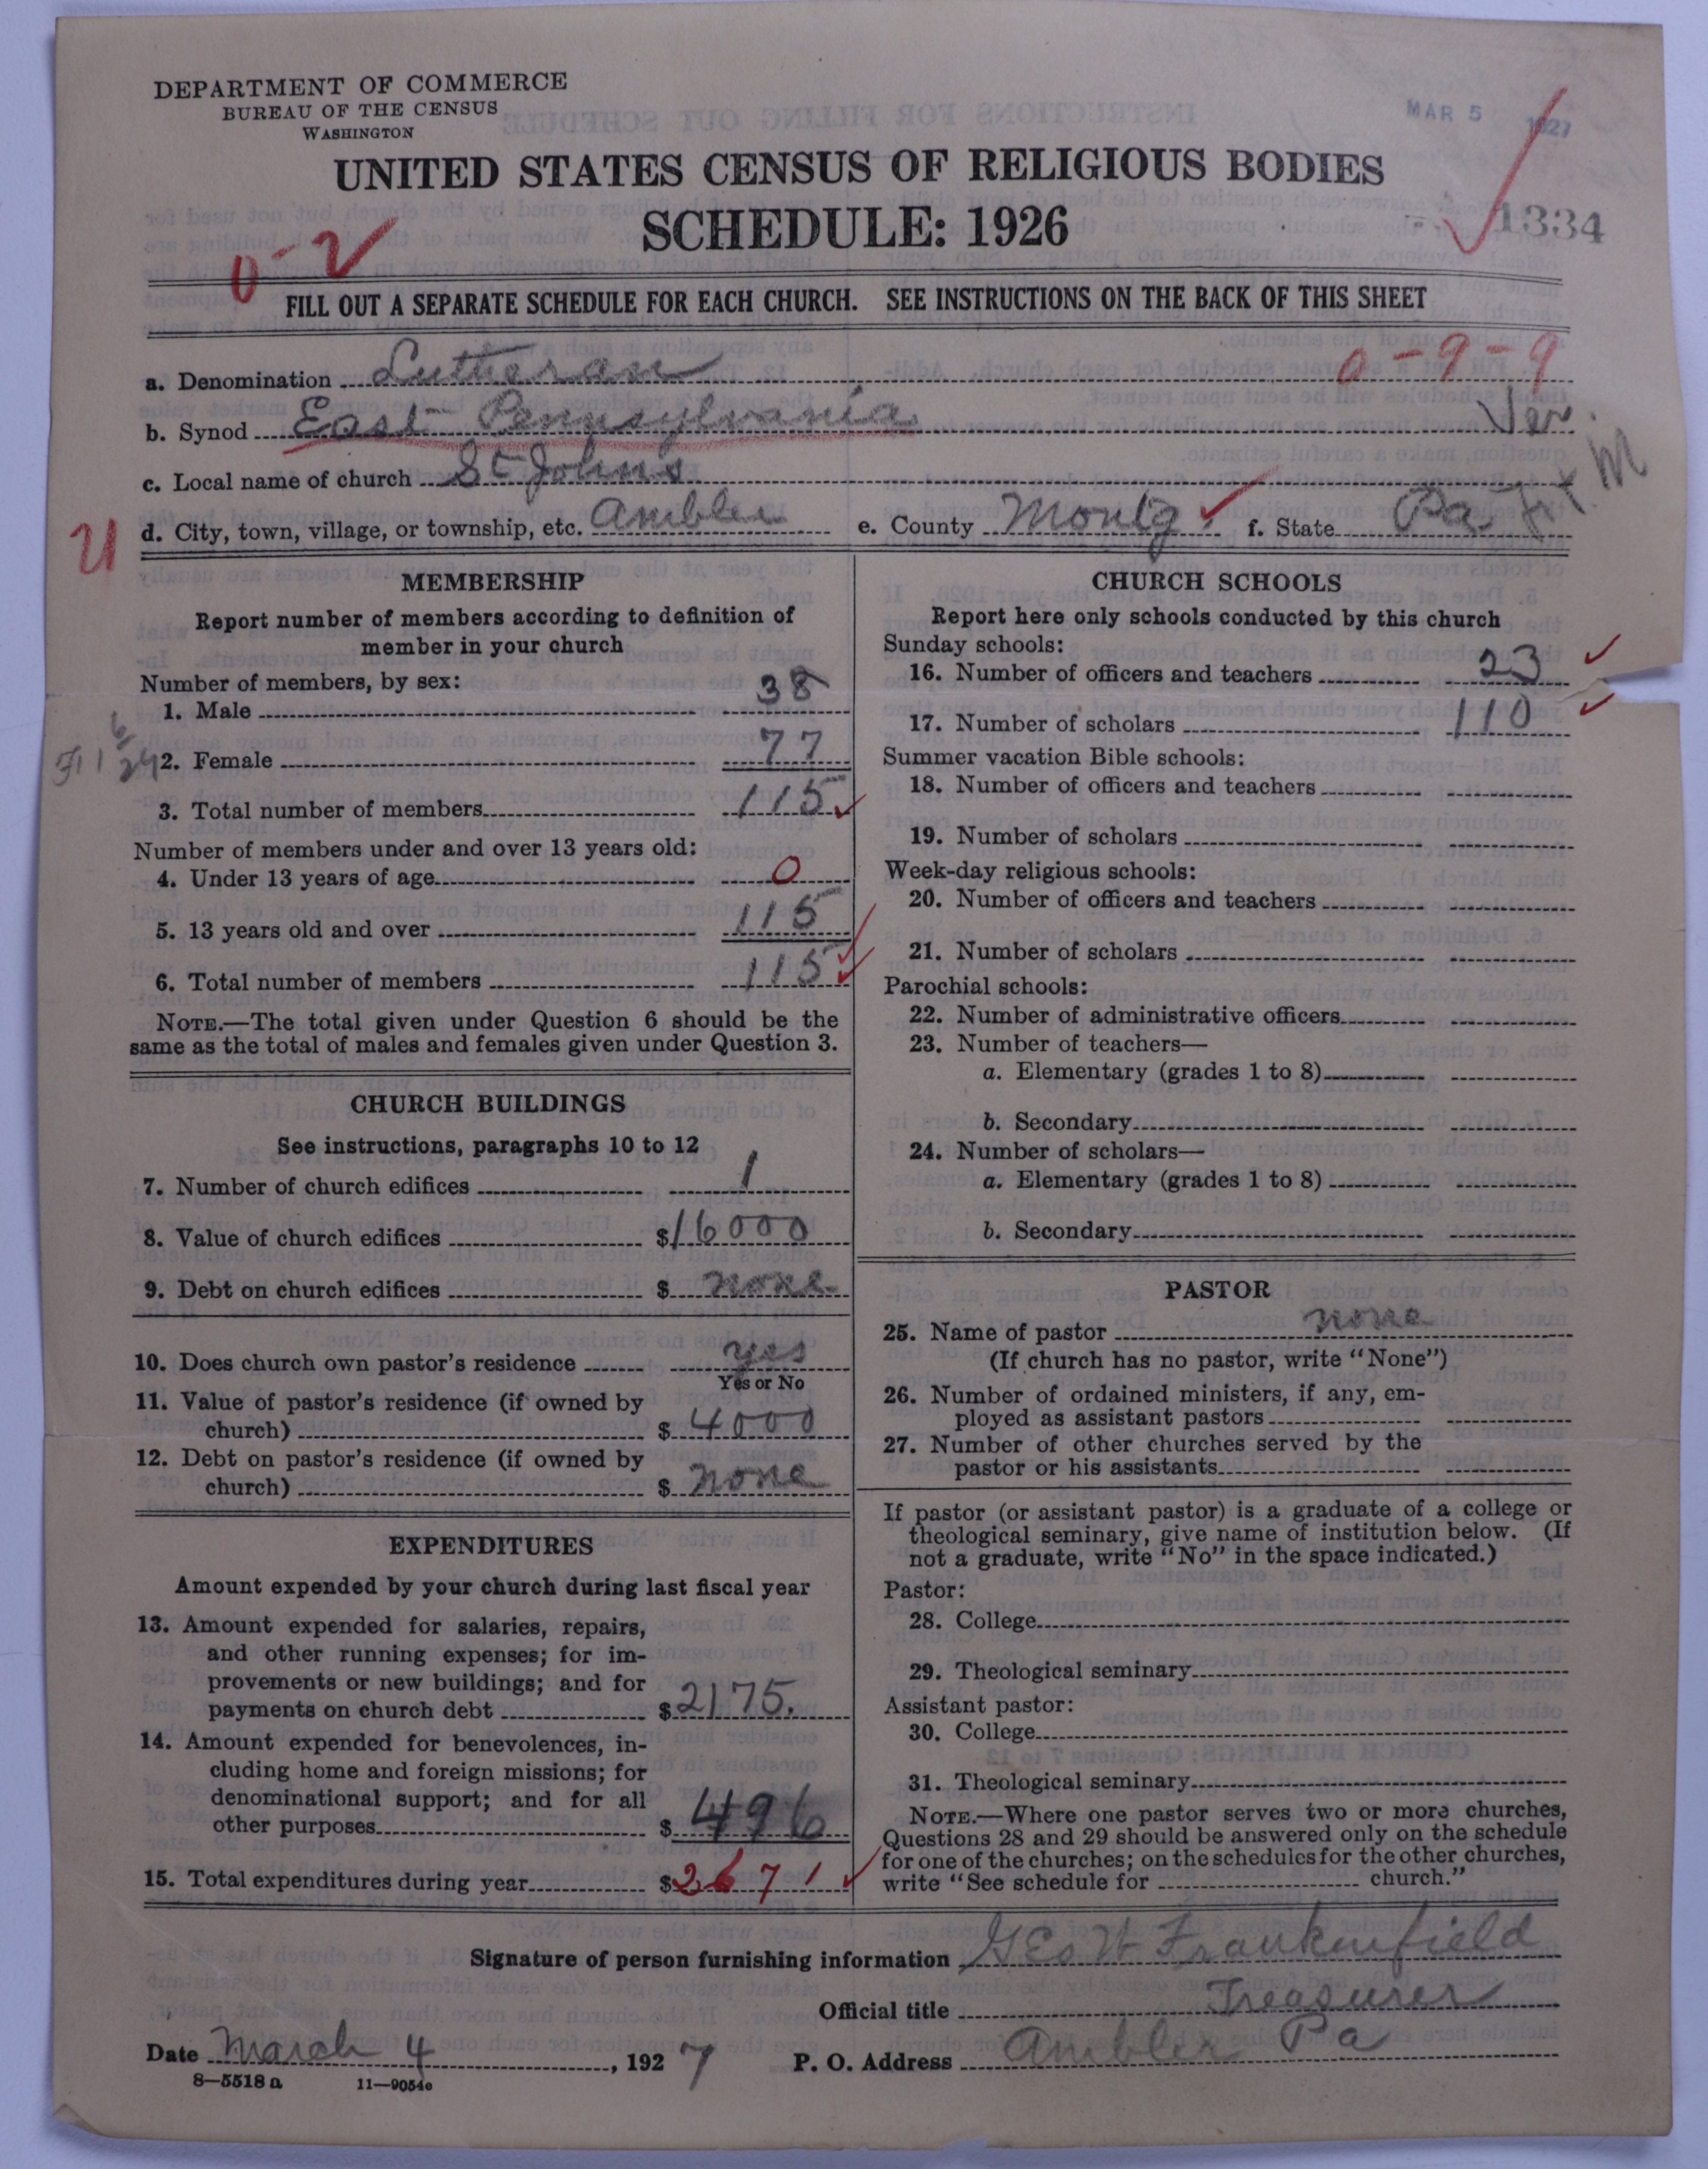 DEPARTMENT OF COMMERCE
BUREAU OF THE CENSUS
WASHINGTON
MAR 5 1927
UNITED STATES CENSUS OF RELIGIOUS BODIES
SCHEDULE: 1926
1334
0-2
FILL OUT A SEPARATE SCHEDULE FOR EACH CHURCH. SEE INSTRUCTIONS ON THE BACK OF THIS SHEET
0-9-9
a. Denomination Lutheran
b. Synod East Pennsylvania Ver.
c. Local name of church St Johns
U d. City, town, village, or township, etc. Ambler e. County Montg. f. State Pa
MEMBERSHIP
Report number of members according to definition of
member in your church
Number of members, by sex:
1. Male 38
2. Female 77
3. Total number of members 115
Number of members under and over 13 years old:
4. Under 13 years of age 0
5. 13 years old and over 115
6. Total number of members 115
NOTE.—The total given under Question 6 should be the
same as the total of males and females given under Question 3.
CHURCH BUILDINGS
See instructions, paragraphs 10 to 12
7. Number of church edifices 1
8. Value of church edifices $16000
9. Debt on church edifices $ none
10. Does church own pastor's residence yes
Yes or No
11. Value of pastor's residence (if owned by
church) $ 4000
12. Debt on pastor's residence (if owned by
church) $ none
EXPENDITURES
Amount expended by your church during last fiscal year
13. Amount expended for salaries, repairs,
and other running expenses; for im-
provements or new buildings; and for
payments on church debt $2175.
14. Amount expended for benevolences, in-
cluding home and foreign missions; for
denominational support; and for all
other purposes $ 496
15. Total expenditures during year $2671
CHURCH SCHOOLS
Report here only schools conducted by this church
Sunday schools:
16. Number of officers and teachers 23
17. Number of scholars 110
Summer vacation Bible schools:
18. Number of officers and teachers
19. Number of scholars
Week-day religious schools:
20. Number of officers and teachers
21. Number of scholars
Parochial schools:
22. Number of administrative officers
23. Number of teachers—
a. Elementary (grades 1 to 8)
b. Secondary
24. Number of scholars—
a. Elementary (grades 1 to 8)
b. Secondary
PASTOR
25. Name of pastor none
(If church has no pastor, write "None")
26. Number of ordained ministers, if any, em-
ployed as assistant pastors
27. Number of other churches served by the
pastor or his assistants
If pastor (or assistant pastor) is a graduate of a college or
theological seminary, give name of institution below. (If
not a graduate, write "No" in the space indicated.)
Pastor:
28. College
29. Theological seminary
Assistant pastor:
30. College
31. Theological seminary
NOTE.—Where one pastor serves two or more churches,
Questions 28 and 29 should be answered only on the schedule
for one of the churches; on the schedules for the other churches,
write "See schedule for church."
Signature of person furnishing information Geo W Frankenfield
Official title Treasurer
Date March 4, 1927 P. O. Address Ambler Pa
8—5518 a 11—9054e